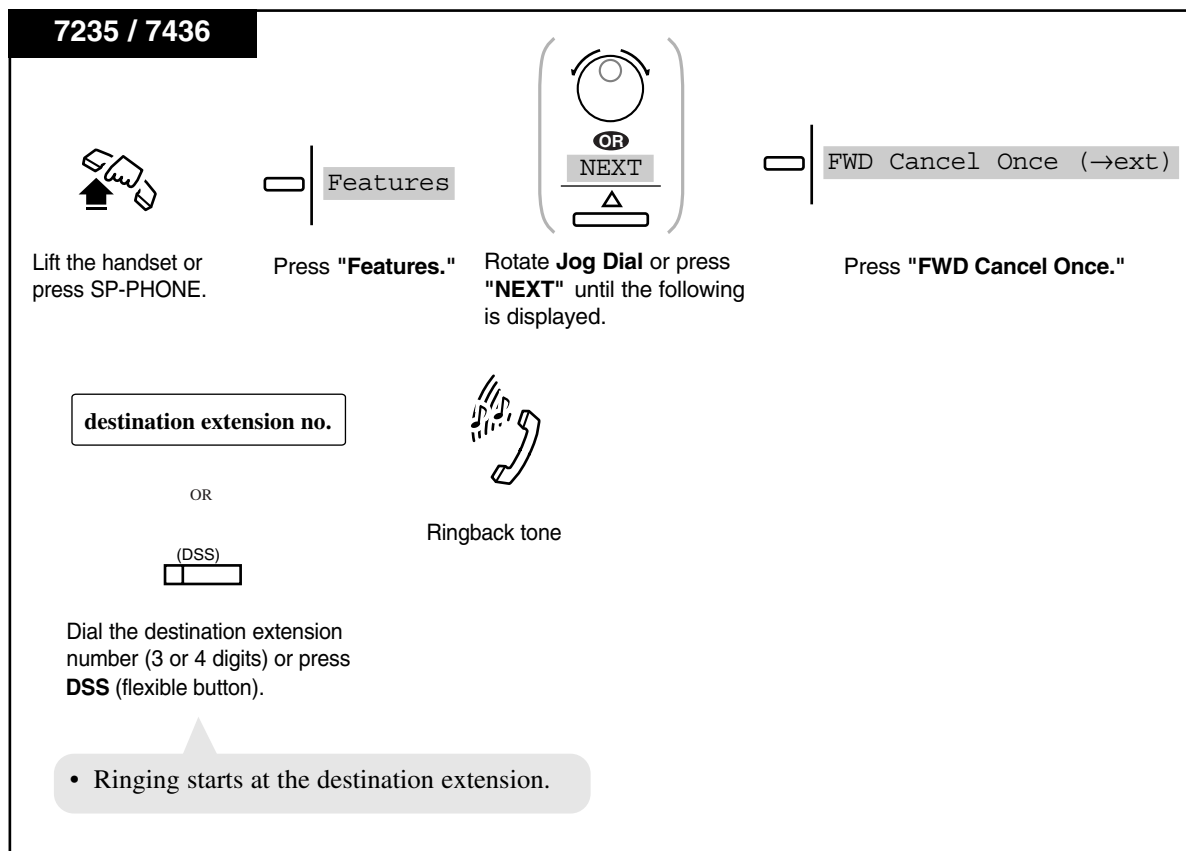 7235 / 7436
OR
NEXT
Features
FWD Cancel Once (→ext)
Lift the handset or
press SP-PHONE.
Press "Features."
Rotate Jog Dial or press
"NEXT" until the following
is displayed.
Press "FWD Cancel Once."
destination extension no.
OR
(DSS)
Ringback tone
Dial the destination extension
number (3 or 4 digits) or press
DSS (flexible button).
• Ringing starts at the destination extension.